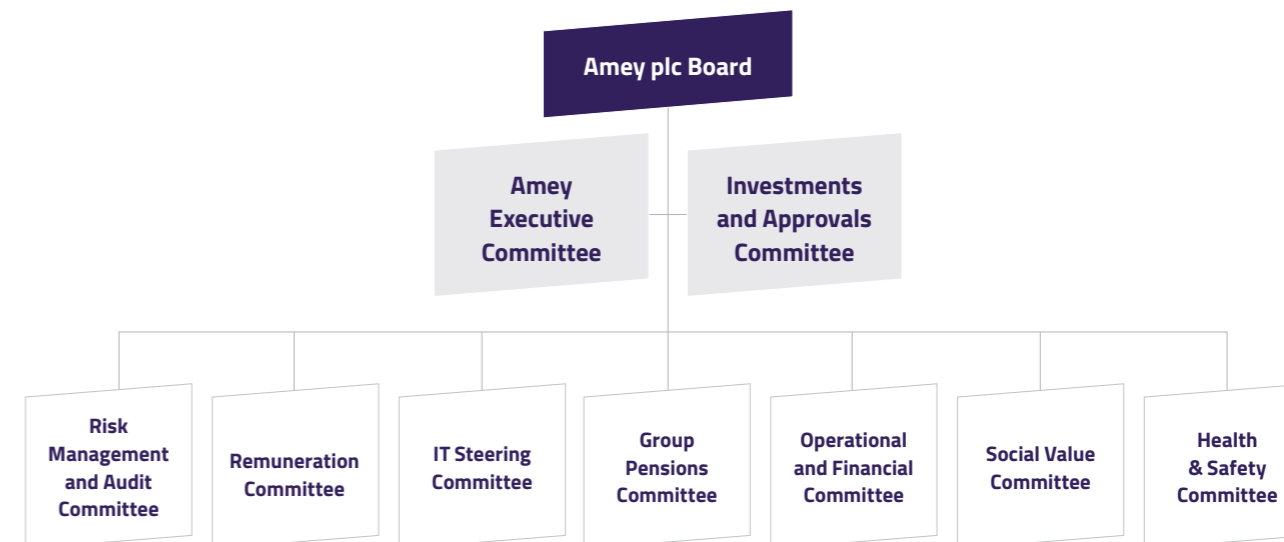 Amey plc Board
Amey
Executive
Committee
Investments
and Approvals
Committee
Risk
Management
and Audit
Committee
Remuneration
Committee
IT Steering
Committee
Group
Pensions
Committee
Operational
and Financial
Committee
Social Value
Committee
Health
& Safety
Committee